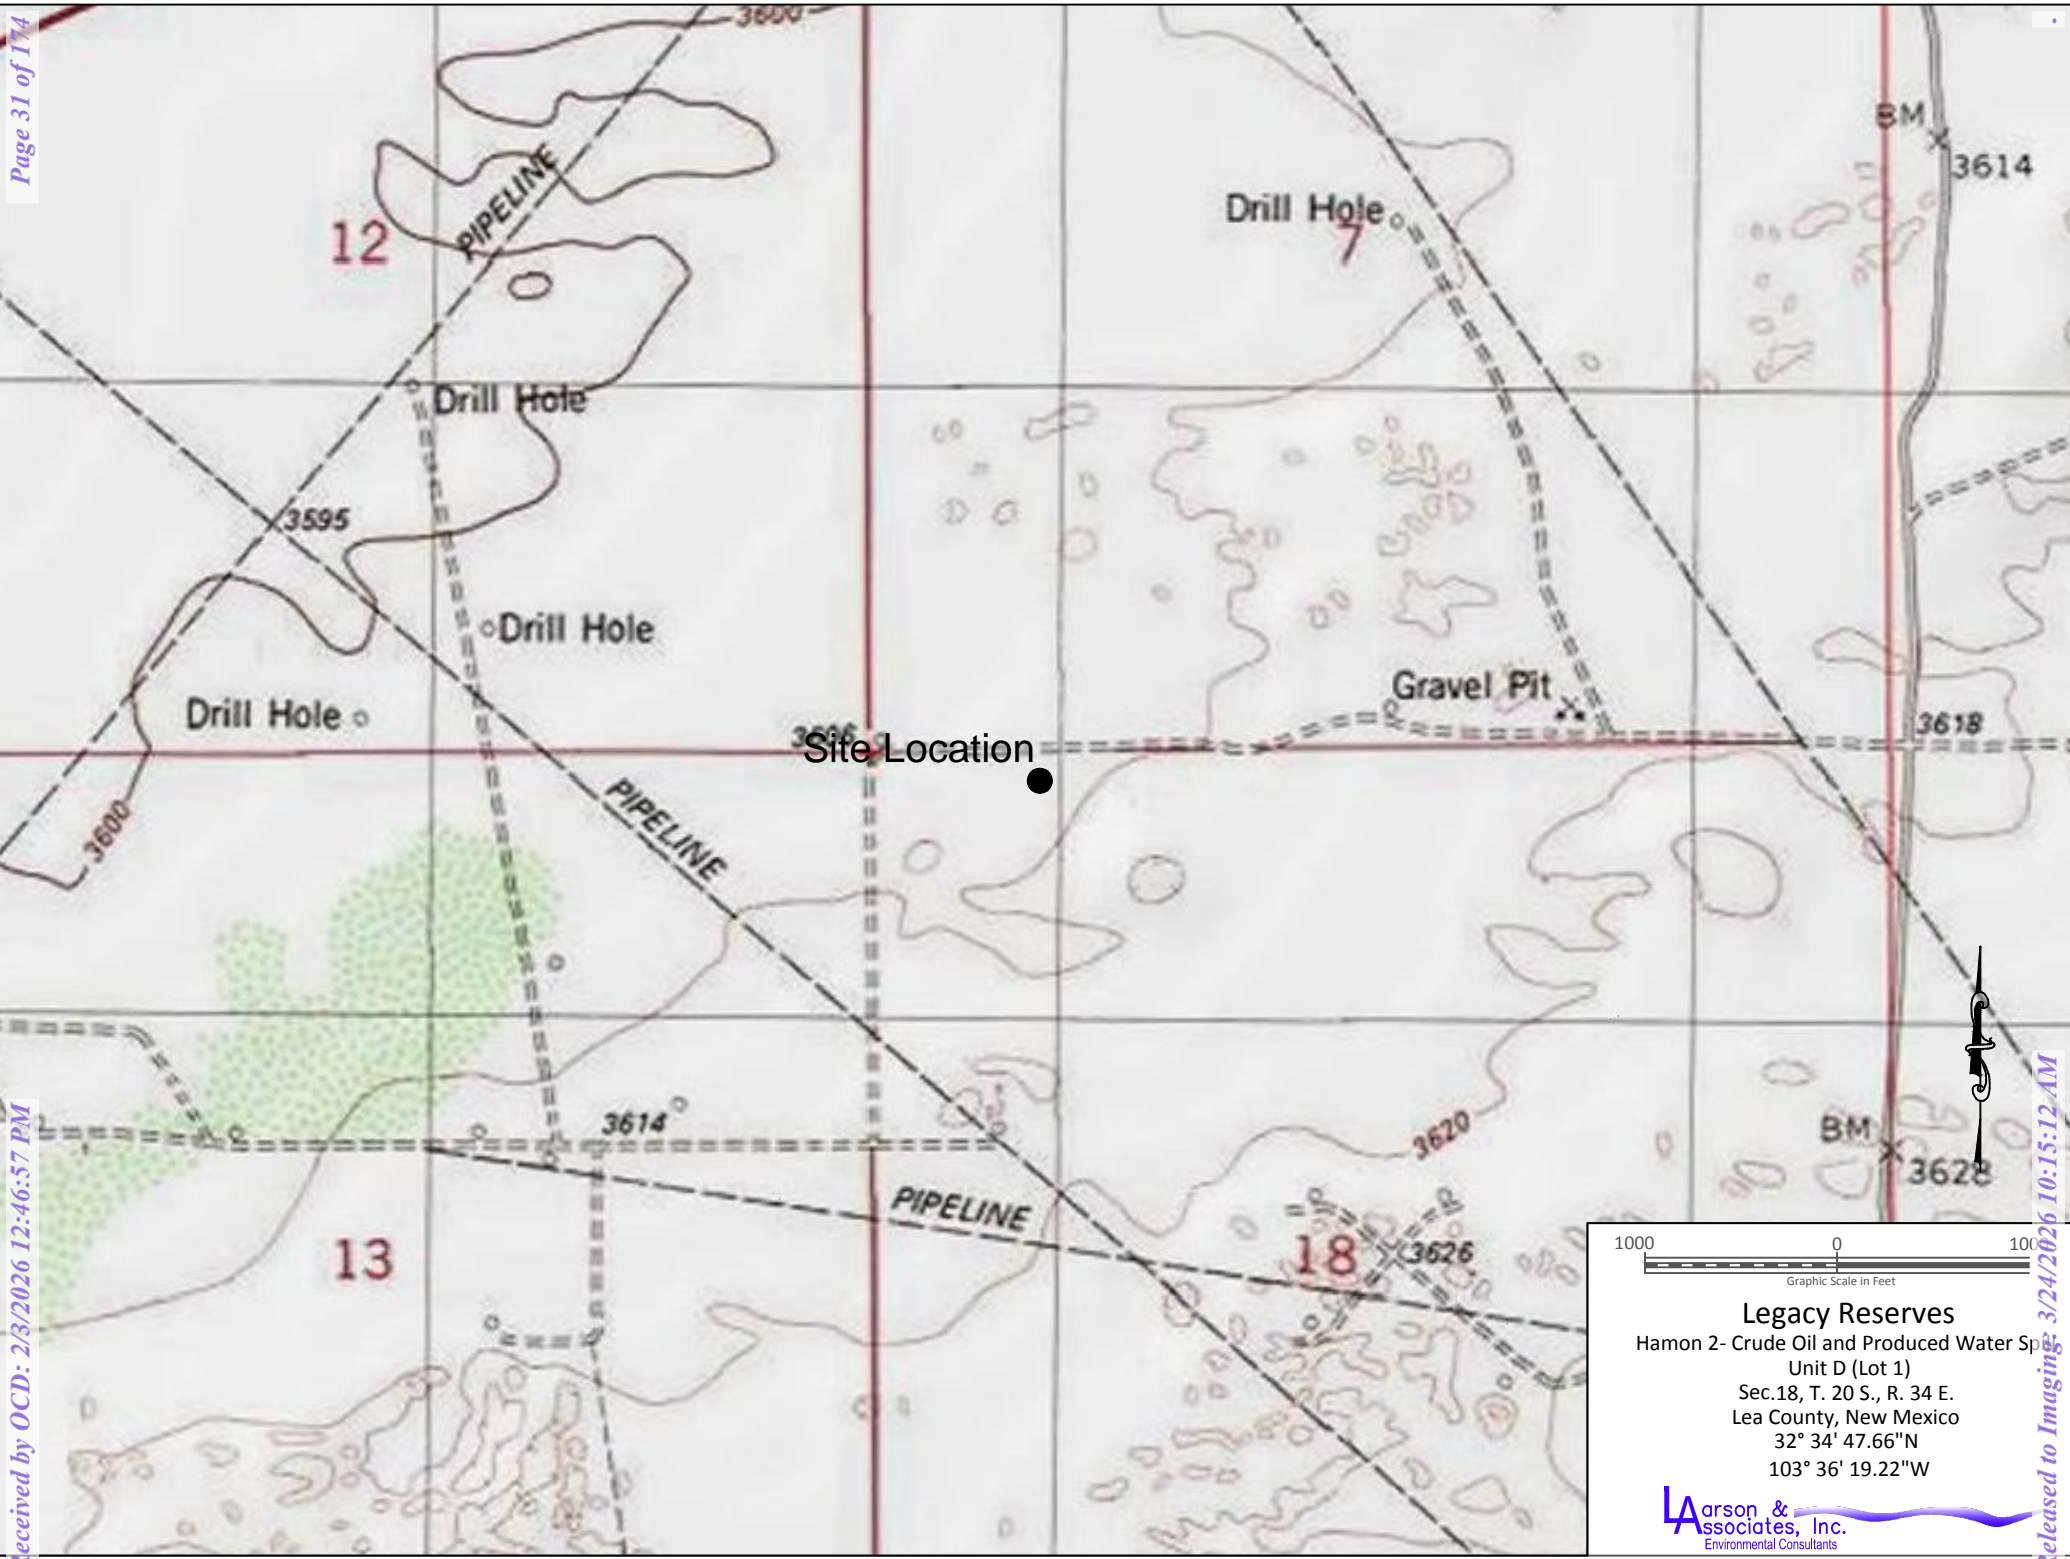 Page 31 of 174
3600
BM
3614
PIPELINE
12
Drill Hole
7
Drill Hole
3595
Drill Hole
Drill Hole
Gravel Pit
Site Location
3618
3600
PIPELINE
3614
3620
BM
3628
PIPELINE
13
18
3626
1000
0
Graphic Scale in Feet
Legacy Reserves
Hamon 2- Crude Oil and Produced Water
Unit D (Lot 1)
Sec.18, T. 20 S., R. 34 E.
Lea County, New Mexico
32° 34' 47.66"N
103° 36' 19.22"W
Larson &
Associates, Inc.
Environmental Consultants
Received by OCD: 2/3/2026 12:46:57 PM
Released to Imaging: 3/24/2026 10:15:12 AM